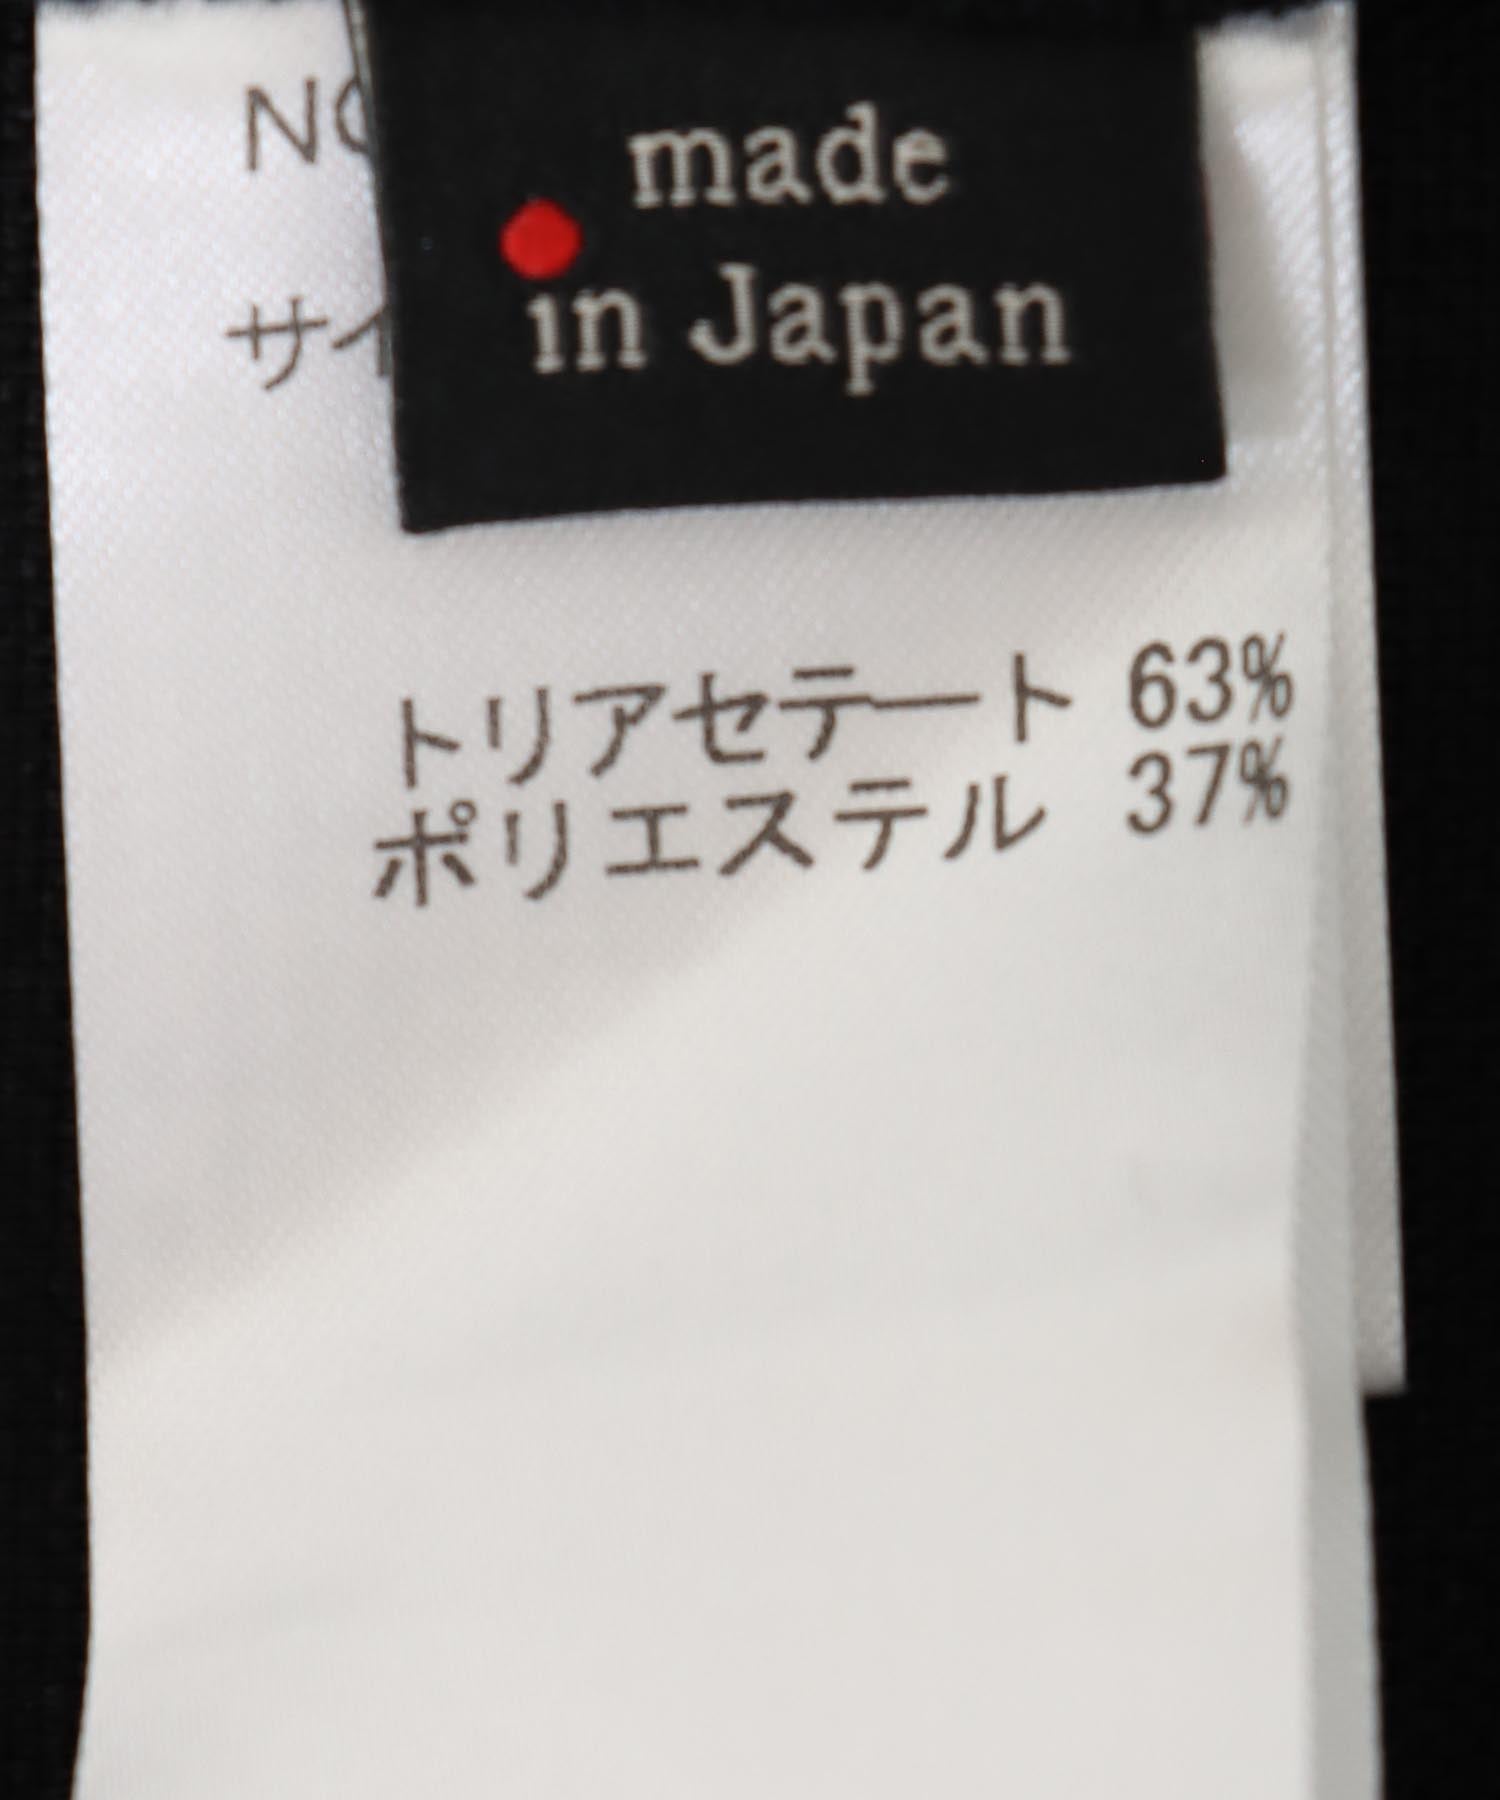 made
in Japan
トリアセテート 63%
ポリエステル 37%